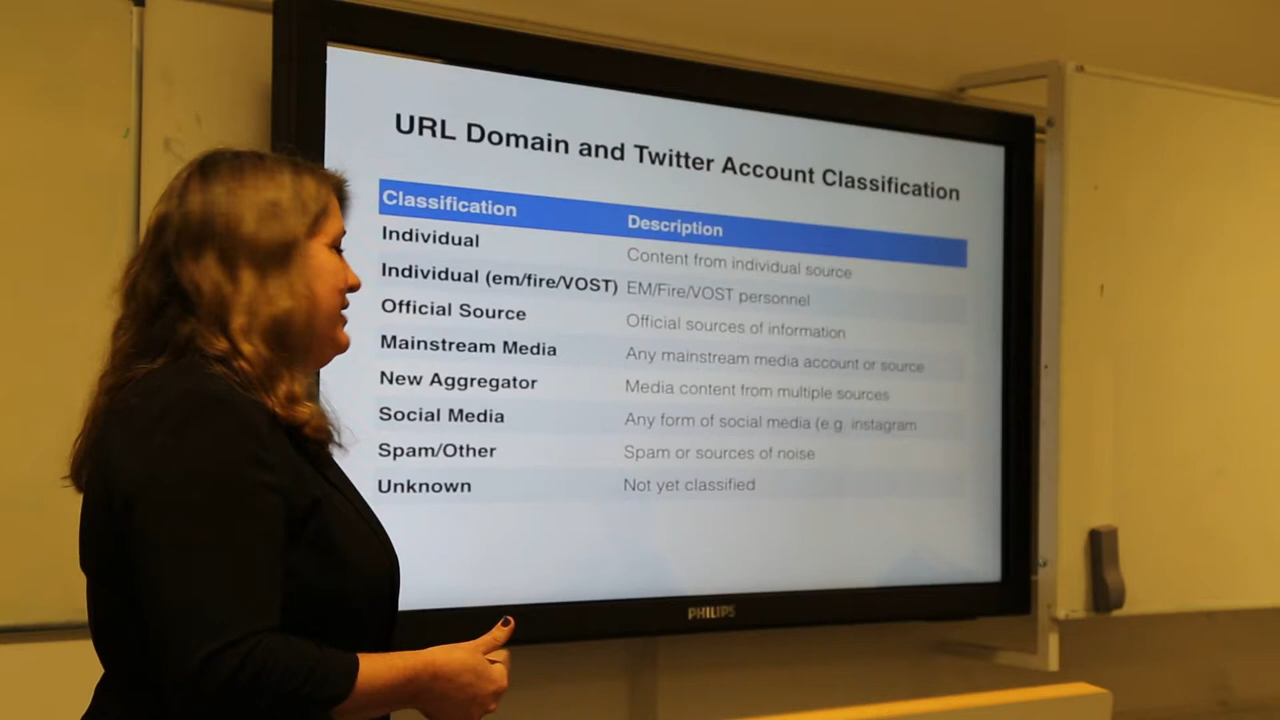 URL Domain and Twitter Account Classification
Classification Description
Individual Content from individual source
Individual (em/fire/VOST) EM/Fire/VOST personnel
Official Source Official sources of information
Mainstream Media Any mainstream media account or source
New Aggregator Media content from multiple sources
Social Media Any form of social media (e.g. instagram
Spam/Other Spam or sources of noise
Unknown Not yet classified
PHILIPS